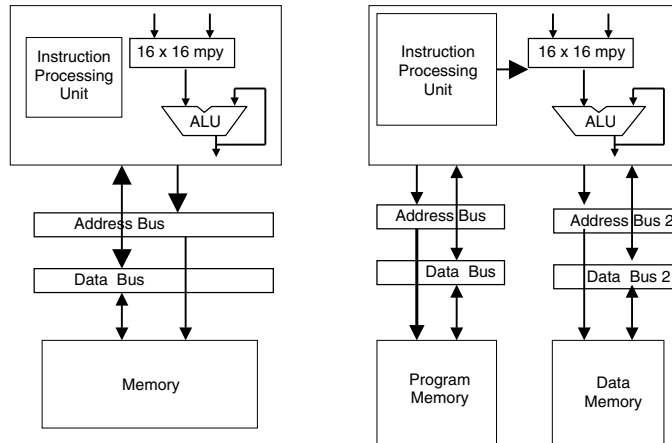 Instruction
Processing
Unit
16 x 16 mpy
ALU
Address Bus
Data Bus
Memory
Instruction
Processing
Unit
16 x 16 mpy
ALU
Address Bus
Address Bus 2
Data Bus
Data Bus 2
Program
Memory
Data
Memory